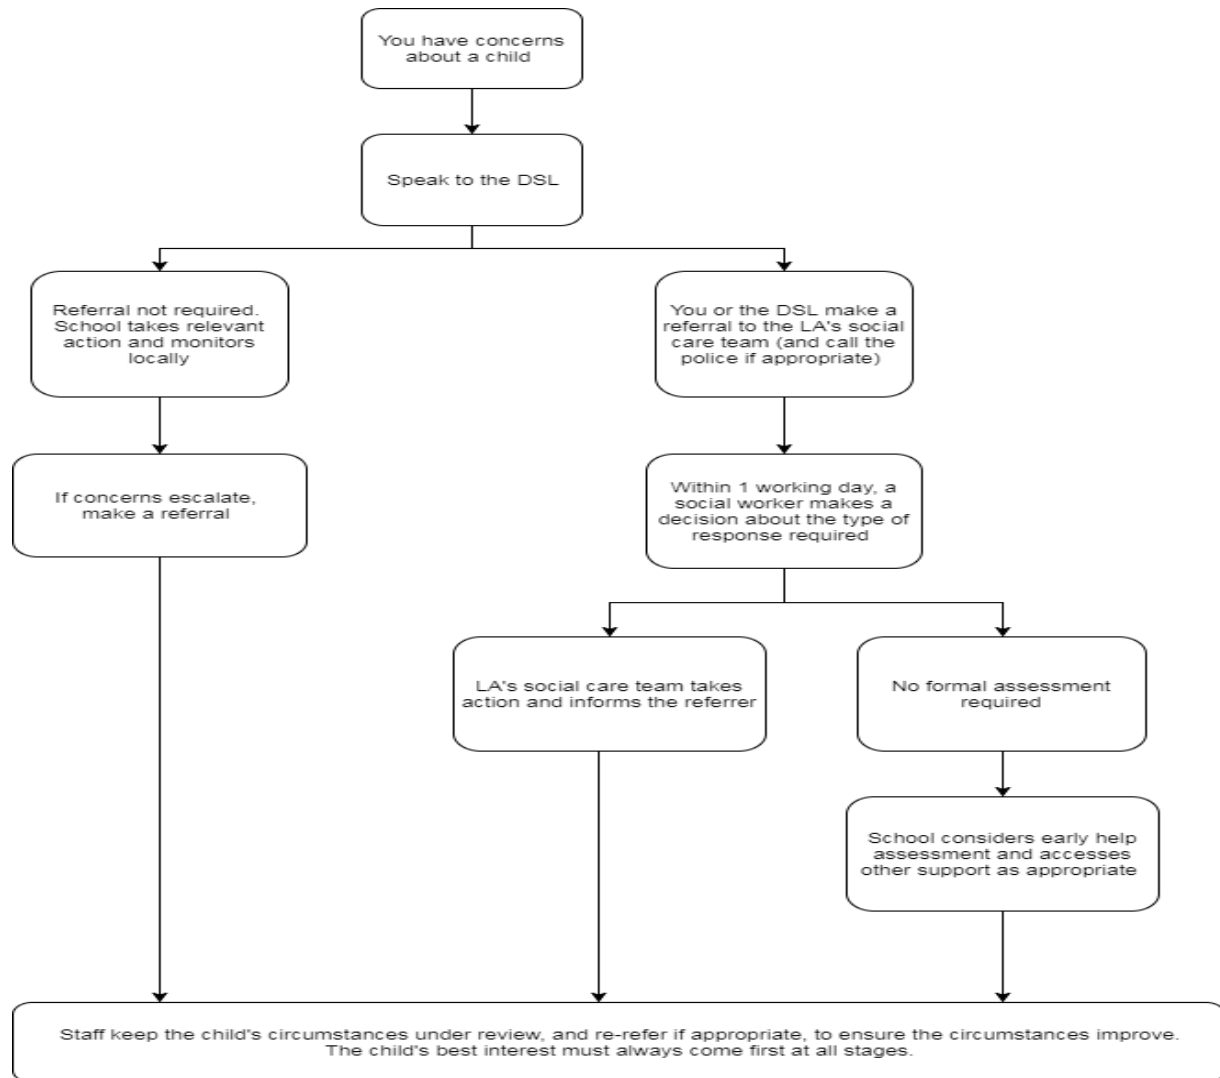 You have concerns
about a child
Speak to the DSL
Referral not required.
School takes relevant
action and monitors
locally
You or the DSL make a
referral to the LA's social
care team (and call the
police if appropriate)
If concerns escalate,
make a referral
Within 1 working day, a
social worker makes a
decision about the type of
response required
LA's social care team takes
action and informs the referrer
No formal assessment
required
School considers early help
assessment and accesses
other support as appropriate
Staff keep the child's circumstances under review, and re-refer if appropriate, to ensure the circumstances improve.
The child's best interest must always come first at all stages.